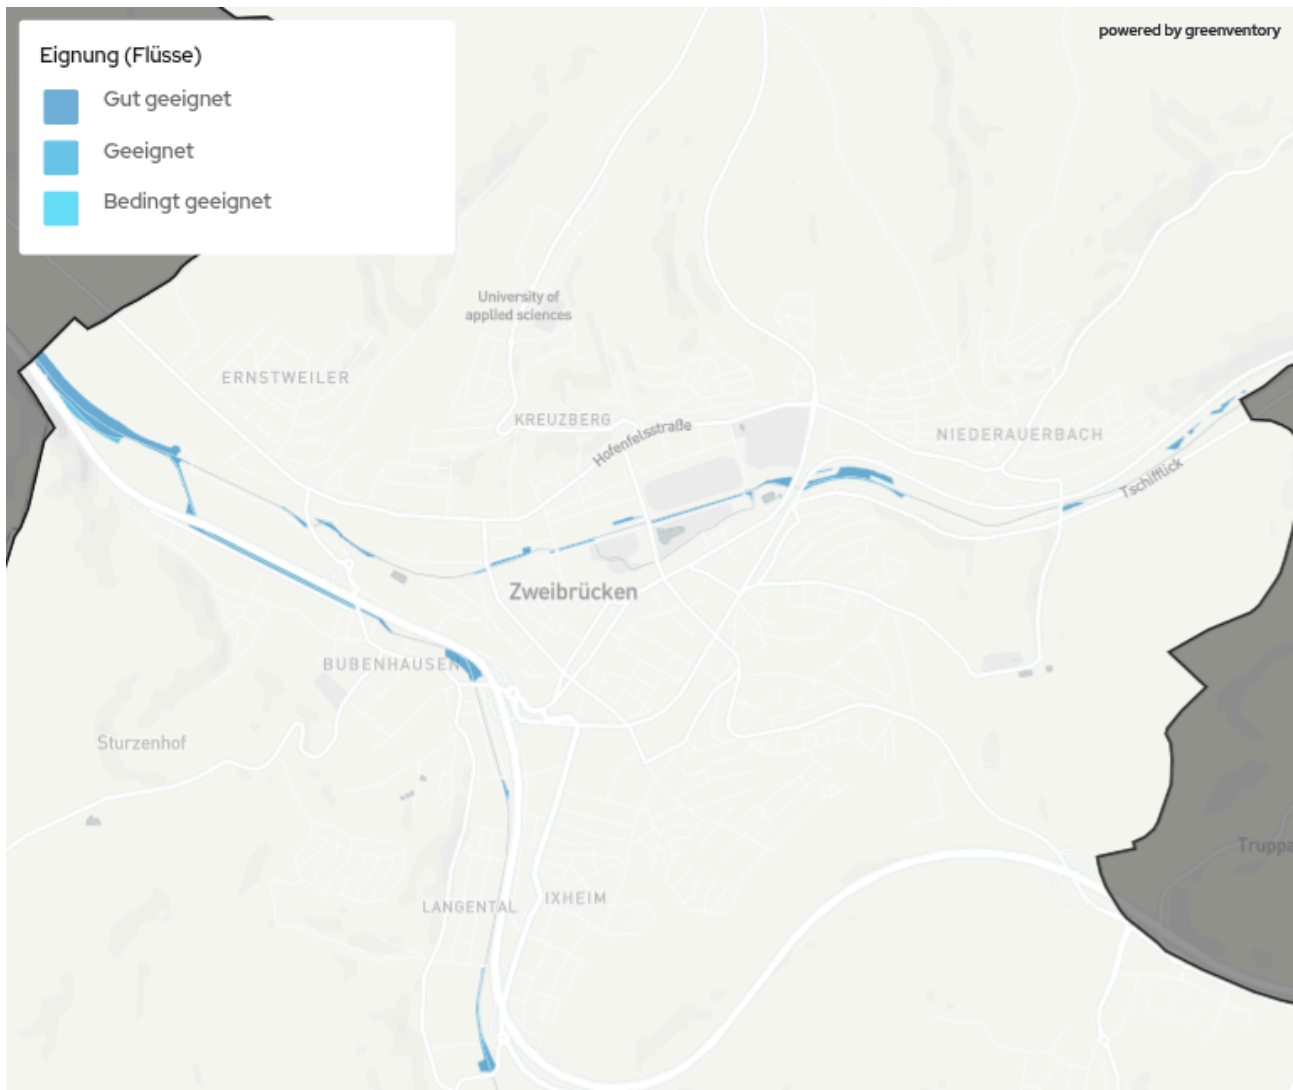 powered by greenventory
Eignung (Flüsse)
Gut geeignet
Geeignet
Bedingt geeignet
University of
applied sciences
ERNSTWEILER
KREUZBERG
Hofenfelsstraße
NIEDERAUERBACH
Tschifflick
Zweibrücken
BUBENHAUSEN
Sturzenhof
Truppa
LANGENTAL
IXHEIM